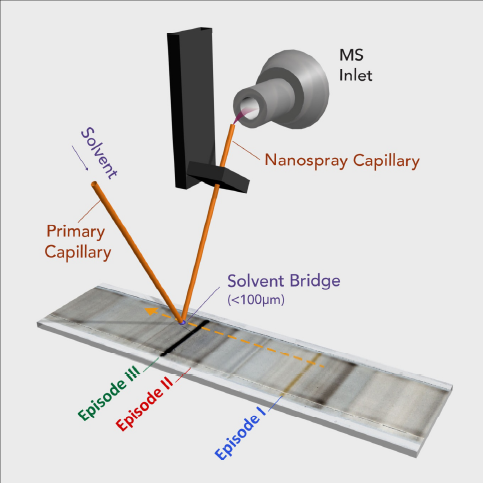 MS
Inlet
Solvent
Nanospray Capillary
Primary
Capillary
Solvent Bridge
(<100μm)
Episode III
Episode II
Episode I